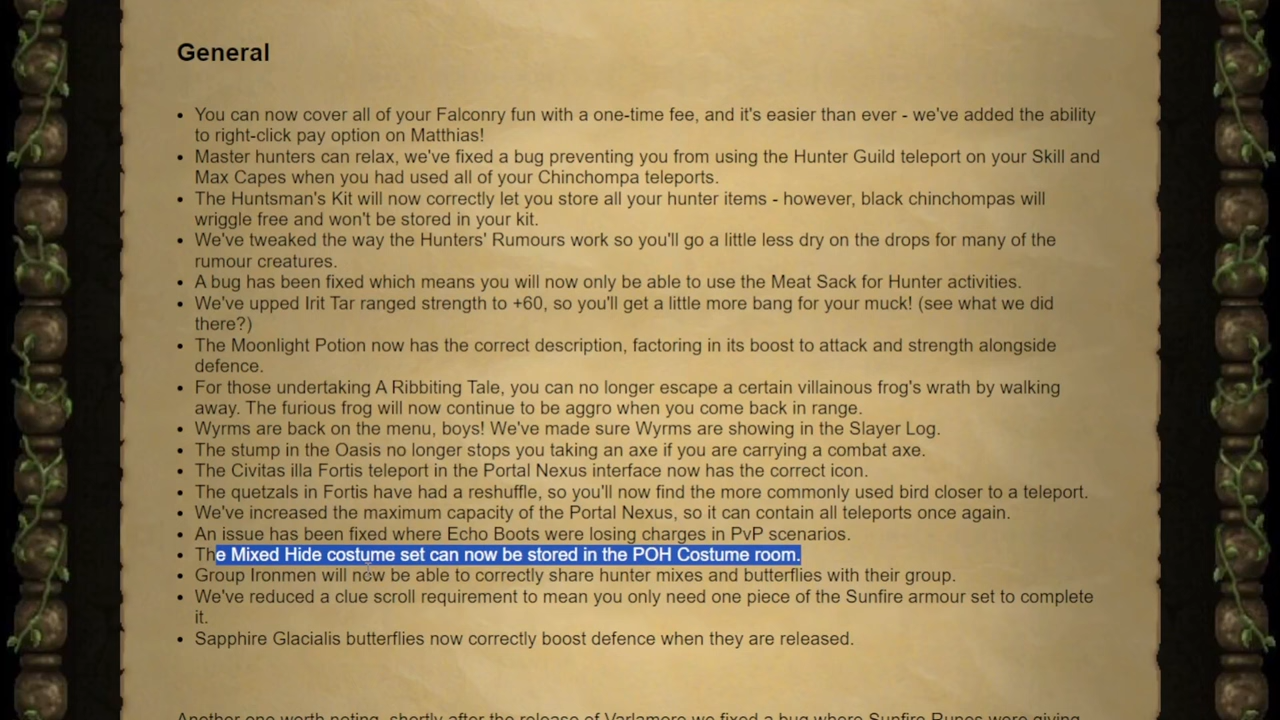 General
• You can now cover all of your Falconry fun with a one-time fee, and it's easier than ever - we've added the ability
to right-click pay option on Matthias!
• Master hunters can relax, we've fixed a bug preventing you from using the Hunter Guild teleport on your Skill and
Max Capes when you had used all of your Chinchompa teleports.
• The Huntsman's Kit will now correctly let you store all your hunter items - however, black chinchompas will
wriggle free and won't be stored in your kit.
• We've tweaked the way the Hunters' Rumours work so you'll go a little less dry on the drops for many of the
rumour creatures.
• A bug has been fixed which means you will now only be able to use the Meat Sack for Hunter activities.
• We've upped Irit Tar ranged strength to +60, so you'll get a little more bang for your muck! (see what we did
there?)
• The Moonlight Potion now has the correct description, factoring in its boost to attack and strength alongside
defence.
• For those undertaking A Ribbiting Tale, you can no longer escape a certain villainous frog's wrath by walking
away. The furious frog will now continue to be aggro when you come back in range.
• Wyrms are back on the menu, boys! We've made sure Wyrms are showing in the Slayer Log.
• The stump in the Oasis no longer stops you taking an axe if you are carrying a combat axe.
• The Civitas illa Fortis teleport in the Portal Nexus interface now has the correct icon.
• The quetzals in Fortis have had a reshuffle, so you'll now find the more commonly used bird closer to a teleport.
• We've increased the maximum capacity of the Portal Nexus, so it can contain all teleports once again.
• An issue has been fixed where Echo Boots were losing charges in PvP scenarios.
• The Mixed Hide costume set can now be stored in the POH Costume room.
• Group Ironmen will now be able to correctly share hunter mixes and butterflies with their group.
• We've reduced a clue scroll requirement to mean you only need one piece of the Sunfire armour set to complete
it.
• Sapphire Glacialis butterflies now correctly boost defence when they are released.
Another one worth noting, shortly after the release of Varlamore we fixed a bug where Sunfire Runes were giving